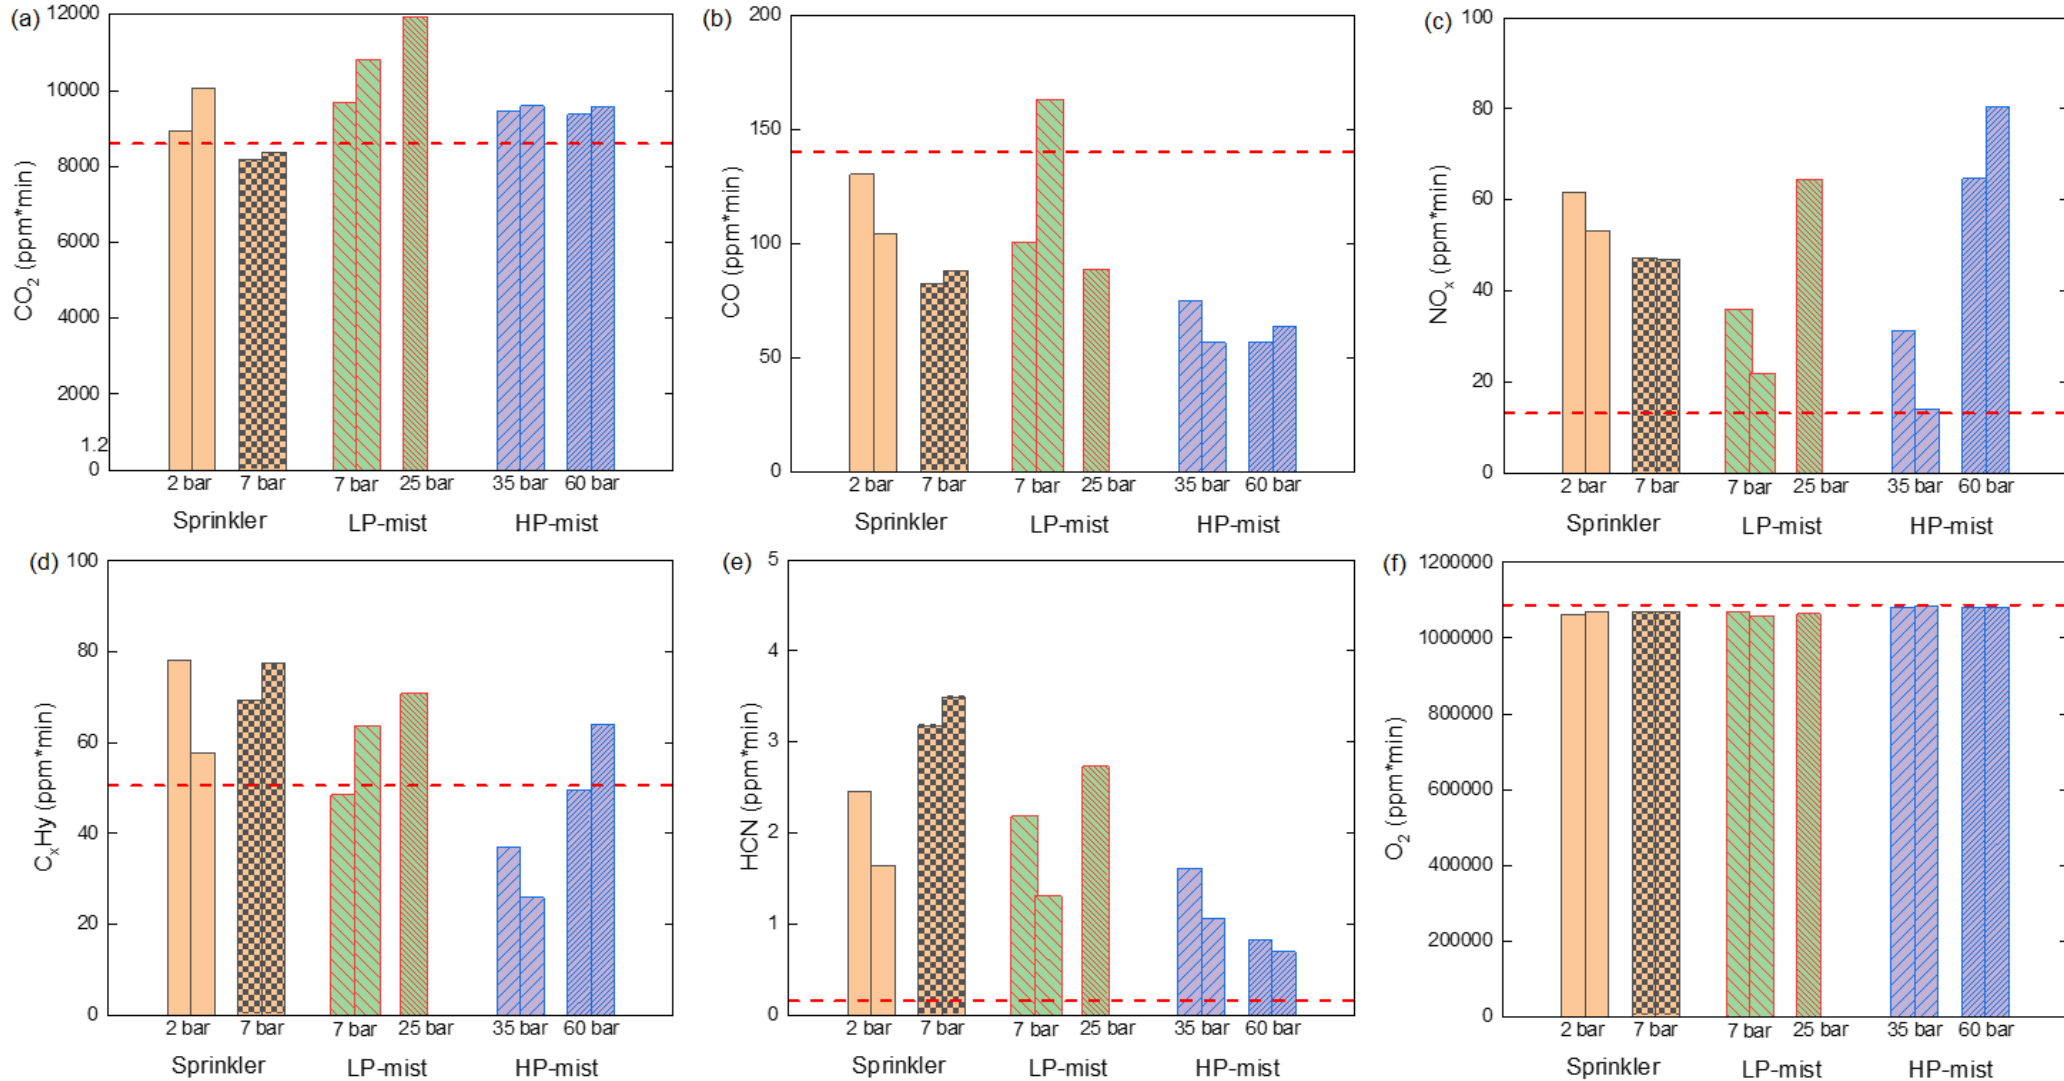 (a)
CO2 (ppm*min)
12000
10000
8000
6000
4000
2000
1.2
0
2 bar 7 bar 7 bar 25 bar 35 bar 60 bar
Sprinkler LP-mist HP-mist
(b)
CO (ppm*min)
200
150
100
50
0
2 bar 7 bar 7 bar 25 bar 35 bar 60 bar
Sprinkler LP-mist HP-mist
(c)
NOx (ppm*min)
100
80
60
40
20
0
2 bar 7 bar 7 bar 25 bar 35 bar 60 bar
Sprinkler LP-mist HP-mist
(d)
CxHy (ppm*min)
100
80
60
40
20
0
2 bar 7 bar 7 bar 25 bar 35 bar 60 bar
Sprinkler LP-mist HP-mist
(e)
HCN (ppm*min)
5
4
3
2
1
0
2 bar 7 bar 7 bar 25 bar 35 bar 60 bar
Sprinkler LP-mist HP-mist
(f)
O2 (ppm*min)
1200000
1000000
800000
600000
400000
200000
0
2 bar 7 bar 7 bar 25 bar 35 bar 60 bar
Sprinkler LP-mist HP-mist